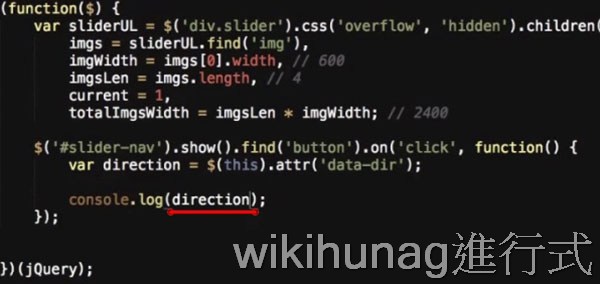 (function($) {
var sliderUL = $('div.slider').css('overflow', 'hidden').children(
imgs = sliderUL.find('img'),
imgWidth = imgs[0].width, // 600
imgsLen = imgs.length, // 4
current = 1,
totalImgsWidth = imgsLen * imgWidth; // 2400
$('#slider-nav').show().find('button').on('click', function() {
var direction = $(this).attr('data-dir');
console.log(direction);
});
})(jQuery);
wikihunag進行式